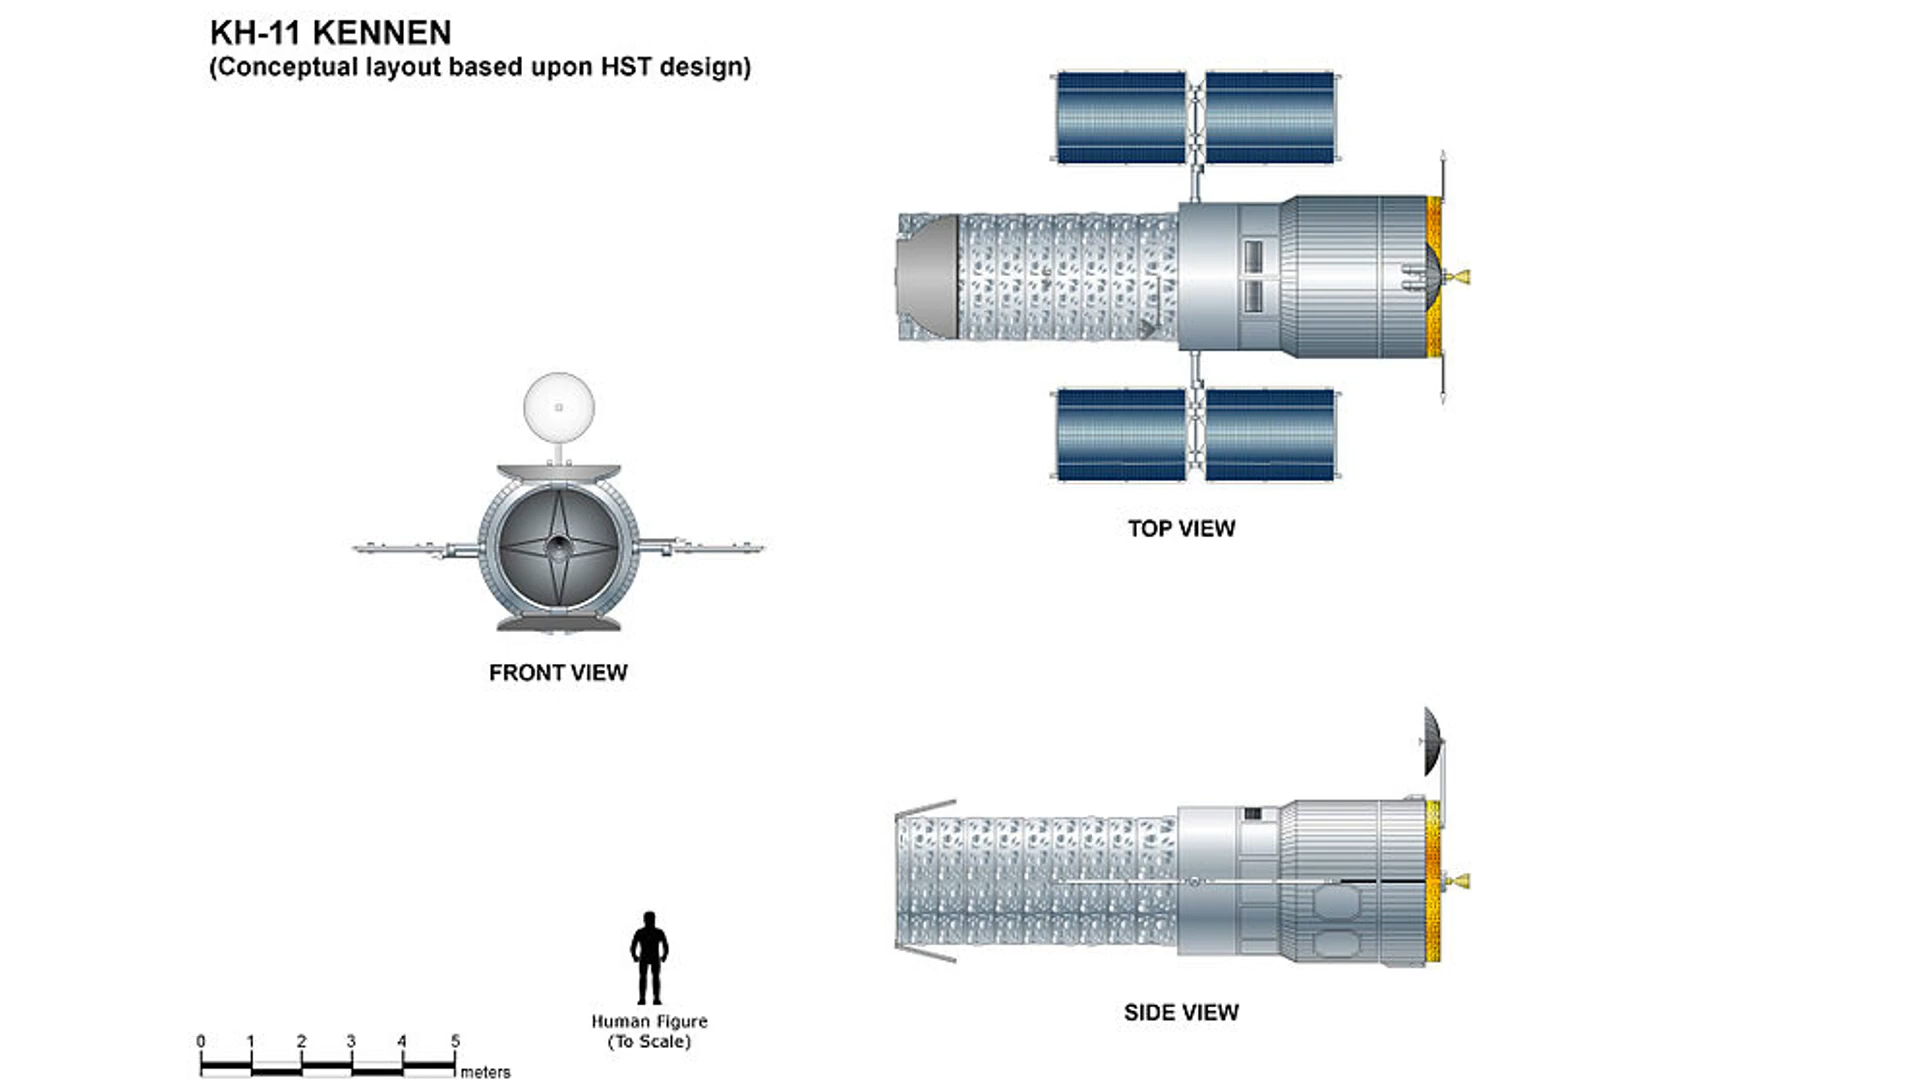 KH-11 KENNEN
(Conceptual layout based upon HST design)
TOP VIEW
FRONT VIEW
SIDE VIEW
Human Figure
(To Scale)
0 1 2 3 4 5
meters